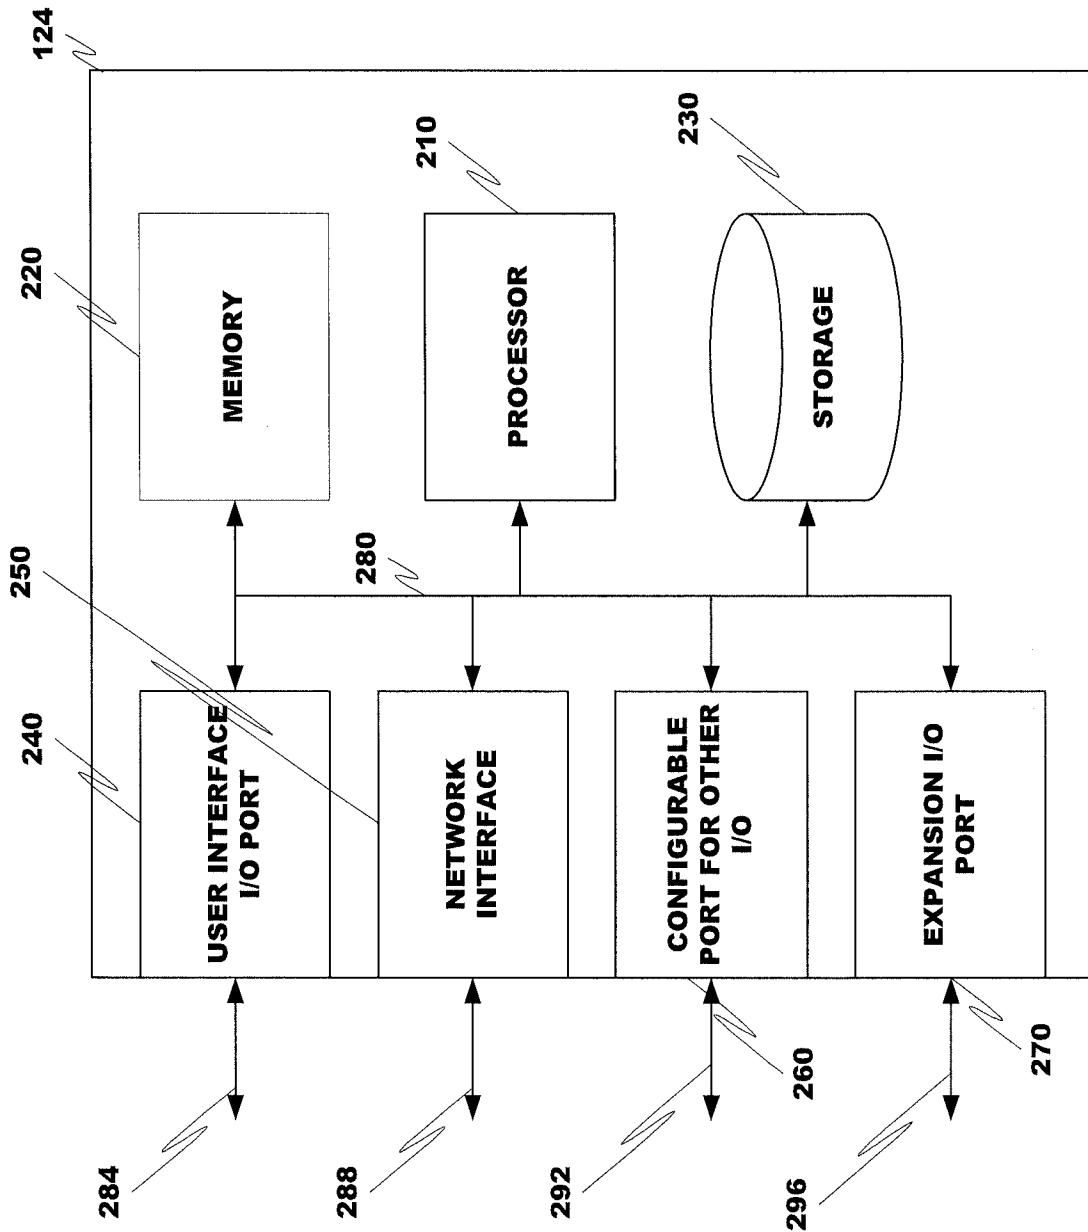 124
220
MEMORY
210
PROCESSOR
230
STORAGE
250
280
240
USER INTERFACE
I/O PORT
NETWORK
INTERFACE
CONFIGURABLE
PORT FOR OTHER
I/O
EXPANSION I/O
PORT
260
270
284
288
292
296